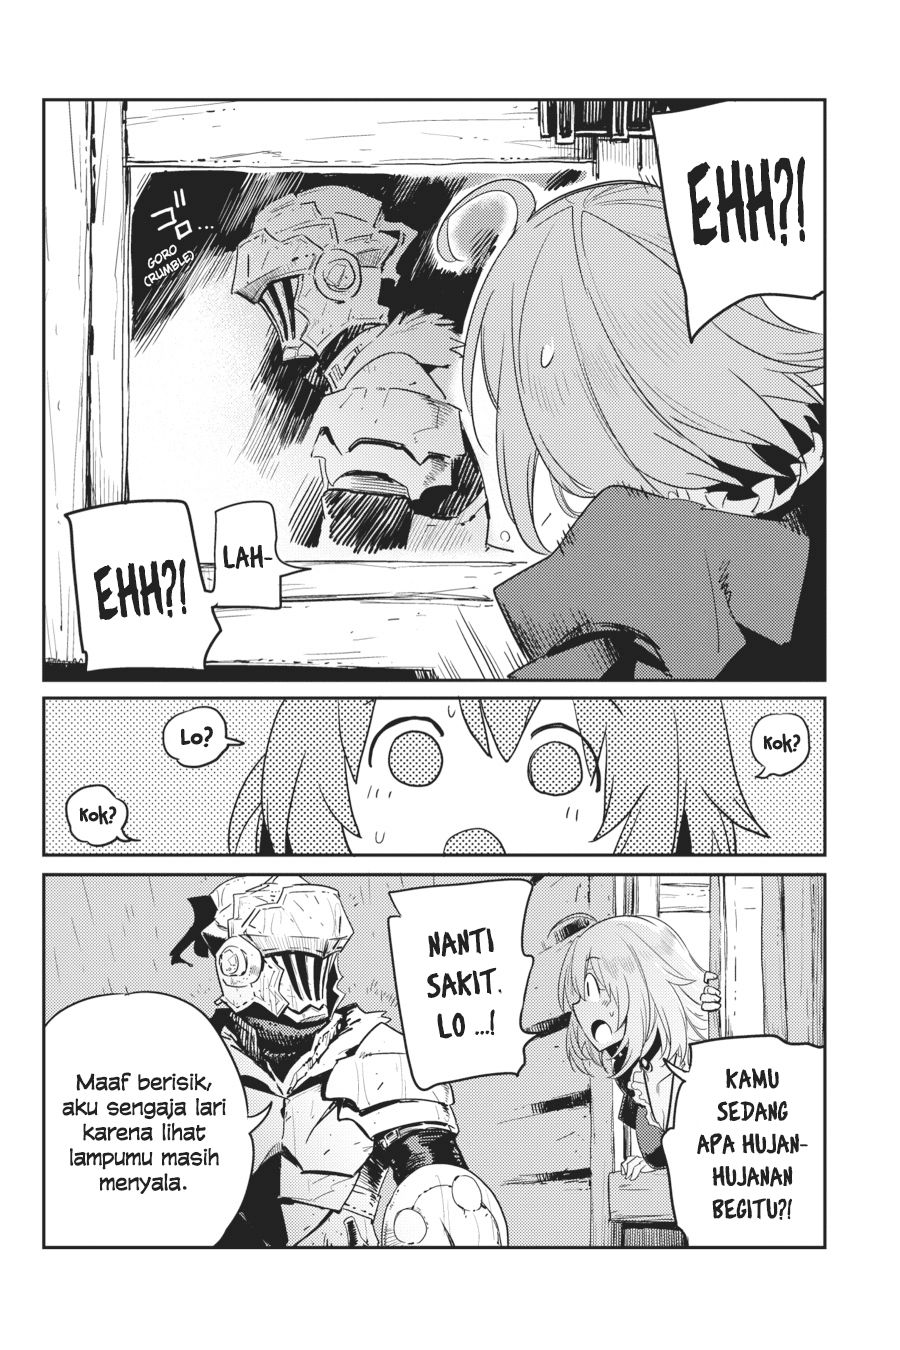 EHH?!
ゴロ...
GORO
(RUMBLE)
LAH-
EHH?!
Kok?
Lo?
Kok?
KAMU
SEDANG
APA HUJAN-
HUJANAN
BEGITU?!
NANTI
SAKIT.
LO ...!
Maaf berisik,
aku sengaja lari
karena lihat
lampumu masih
menyala.